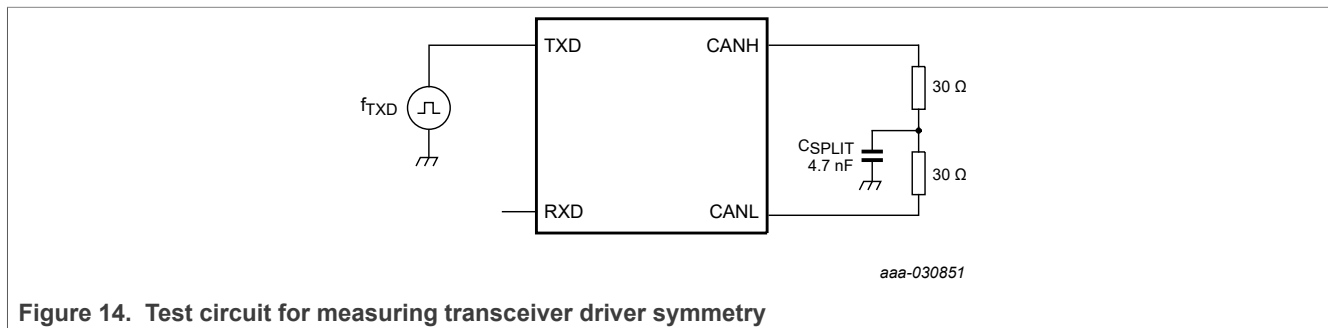 TXD
CANH
30 Ω
fTXD
CSPLIT
4.7 nF
30 Ω
RXD
CANL
aaa-030851
Figure 14. Test circuit for measuring transceiver driver symmetry